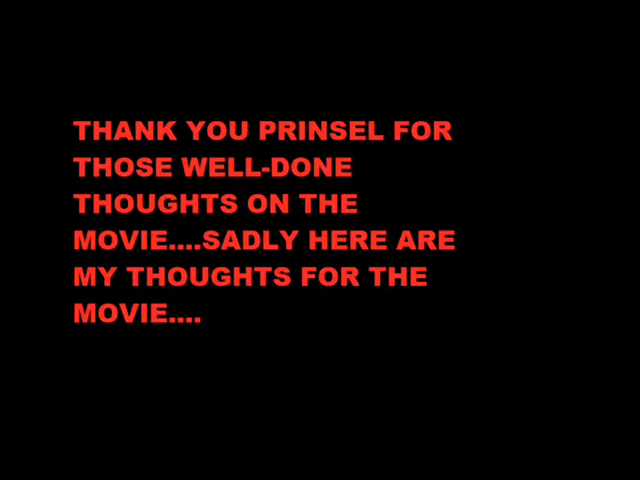 THANK YOU PRINSEL FOR
THOSE WELL-DONE
THOUGHTS ON THE
MOVIE....SADLY HERE ARE
MY THOUGHTS FOR THE
MOVIE....